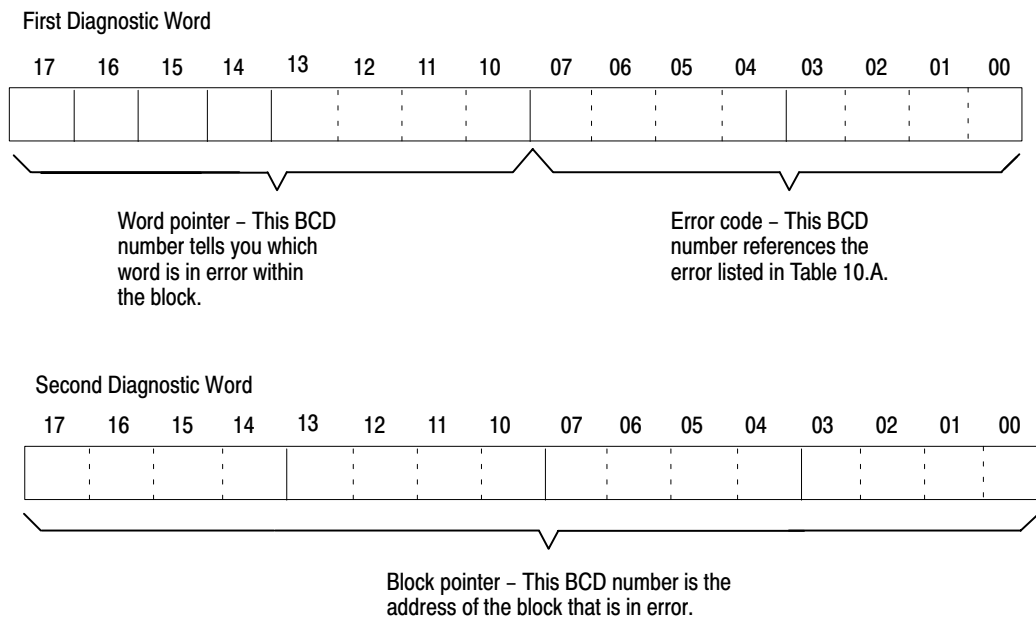 First Diagnostic Word
17 16 15 14 13 12 11 10 07 06 05 04 03 02 01 00
Word pointer – This BCD
number tells you which
word is in error within
the block.
Error code – This BCD
number references the
error listed in Table 10.A.
Second Diagnostic Word
17 16 15 14 13 12 11 10 07 06 05 04 03 02 01 00
Block pointer – This BCD number is the
address of the block that is in error.